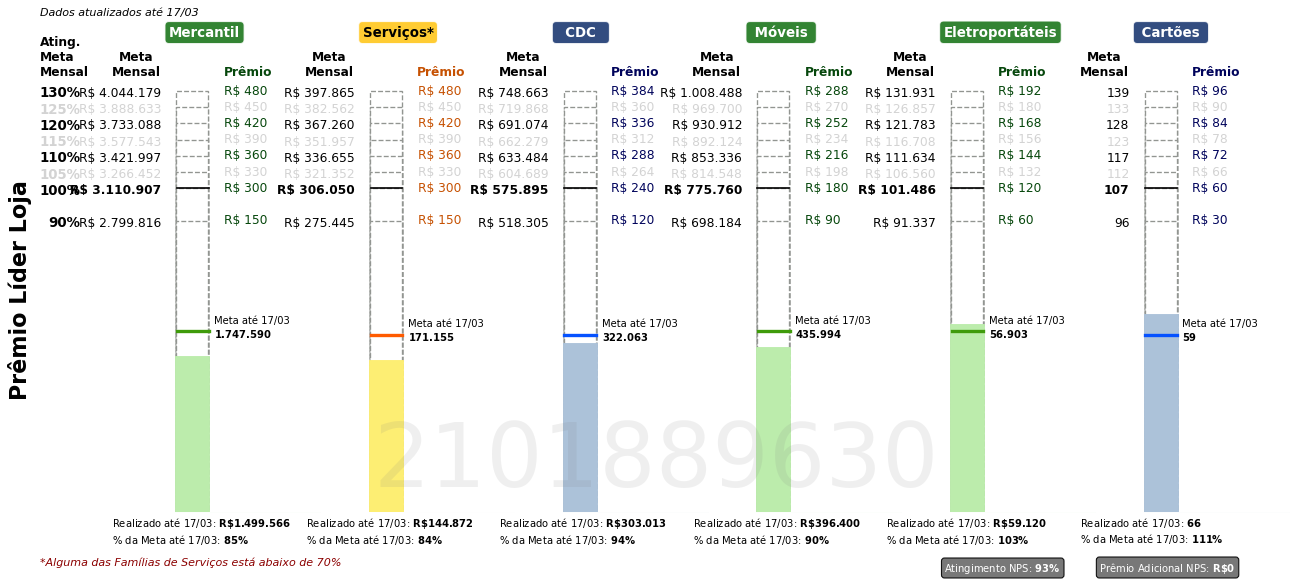 Dados atualizados até 17/03
Mercantil Serviços* CDC Móveis Eletroportáteis Cartões
Ating.
Meta Meta Meta Meta Meta Meta Meta
Mensal Mensal Prêmio Mensal Prêmio Mensal Prêmio Mensal Prêmio Mensal Prêmio Mensal Prêmio
130% R$ 4.044.179 R$ 480 R$ 397.865 R$ 480 R$ 748.663 R$ 384 R$ 1.008.488 R$ 288 R$ 131.931 R$ 192 139 R$ 96
125% R$ 3.888.633 R$ 450 R$ 382.562 R$ 450 R$ 719.868 R$ 360 R$ 969.700 R$ 270 R$ 126.857 R$ 180 133 R$ 90
120% R$ 3.733.088 R$ 420 R$ 367.260 R$ 420 R$ 691.074 R$ 336 R$ 930.912 R$ 252 R$ 121.783 R$ 168 128 R$ 84
115% R$ 3.577.543 R$ 390 R$ 351.957 R$ 390 R$ 662.279 R$ 312 R$ 892.124 R$ 234 R$ 116.708 R$ 156 123 R$ 78
110% R$ 3.421.997 R$ 360 R$ 336.655 R$ 360 R$ 633.484 R$ 288 R$ 853.336 R$ 216 R$ 111.634 R$ 144 117 R$ 72
105% R$ 3.266.452 R$ 330 R$ 321.352 R$ 330 R$ 604.689 R$ 264 R$ 814.548 R$ 198 R$ 106.560 R$ 132 112 R$ 66
100% R$ 3.110.907 R$ 300 R$ 306.050 R$ 300 R$ 575.895 R$ 240 R$ 775.760 R$ 180 R$ 101.486 R$ 120 107 R$ 60
90% R$ 2.799.816 R$ 150 R$ 275.445 R$ 150 R$ 518.305 R$ 120 R$ 698.184 R$ 90 R$ 91.337 R$ 60 96 R$ 30
Prêmio Líder Loja
Meta até 17/03 Meta até 17/03 Meta até 17/03 Meta até 17/03 Meta até 17/03 Meta até 17/03
1.747.590 171.155 322.063 435.994 56.903 59
2101889630
Realizado até 17/03: R$1.499.566 Realizado até 17/03: R$144.872 Realizado até 17/03: R$303.013 Realizado até 17/03: R$396.400 Realizado até 17/03: R$59.120 Realizado até 17/03: 66
% da Meta até 17/03: 85% % da Meta até 17/03: 84% % da Meta até 17/03: 94% % da Meta até 17/03: 90% % da Meta até 17/03: 103% % da Meta até 17/03: 111%
*Alguma das Famílias de Serviços está abaixo de 70%
Atingimento NPS: 93% Prêmio Adicional NPS: R$0